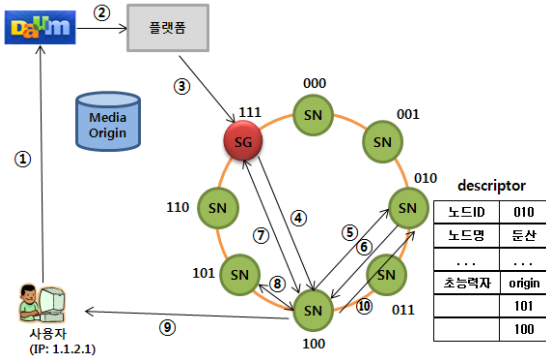 Daum
②
플랫폼
③
Media
Origin
①
000
111
SN
001
SG
SN
010
110
SN
SN
④
⑤
⑥
⑦
101
SN
⑧
SN
⑩
011
SN
100
⑨
사용자
(IP: 1.1.2.1)
descriptor
노드ID 010
노드명 둔산
... ...
초능력자 origin
101
100